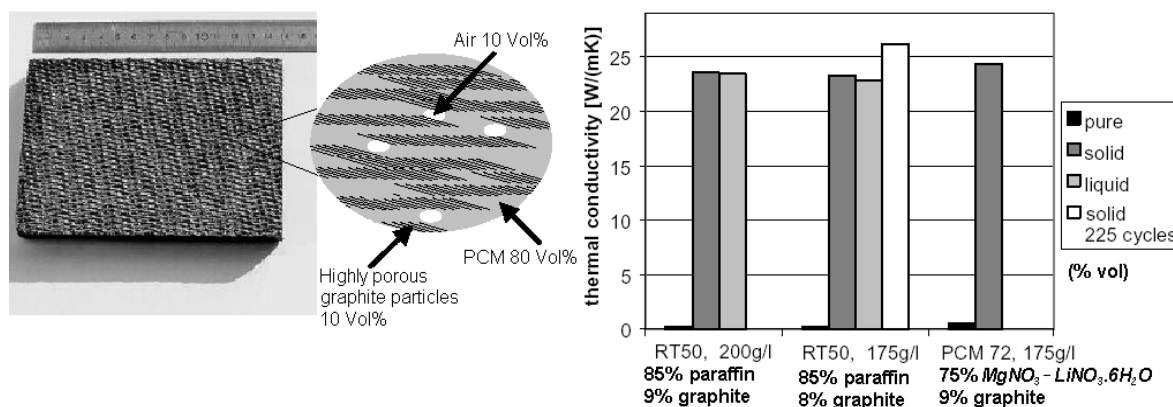 Air 10 Vol%
PCM 80 Vol%
Highly porous
graphite particles
10 Vol%
thermal conductivity [W/(mK)]
25
20
15
10
5
0
RT50, 200g/l
85% paraffin
9% graphite
RT50, 175g/l
85% paraffin
8% graphite
PCM 72, 175g/l
75% MgNO₃ - LiNO₃.6H₂O
9% graphite
pure
solid
liquid
solid
225 cycles
(% vol)